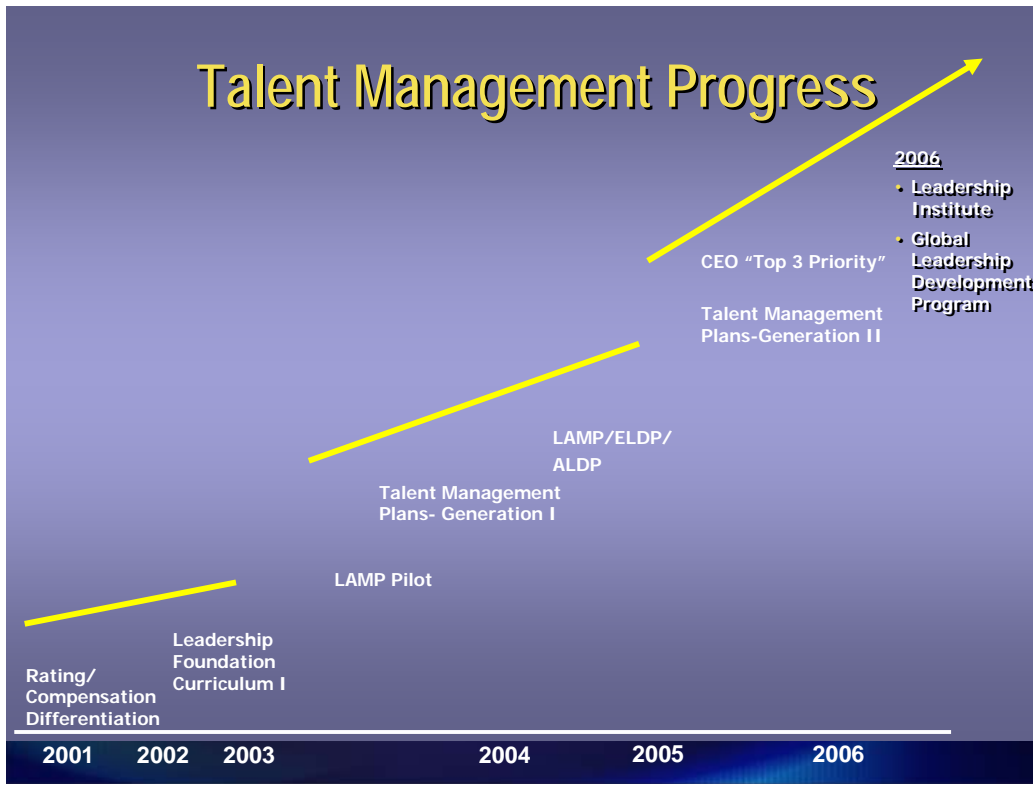 Talent Management Progress
2006
• Leadership
Institute
• Global
Leadership
Development
Program
CEO “Top 3 Priority”
Talent Management
Plans-Generation II
LAMP/ELDP/
ALDP
Talent Management
Plans- Generation I
LAMP Pilot
Leadership
Foundation
Curriculum I
Rating/
Compensation
Differentiation
2001 2002 2003 2004 2005 2006